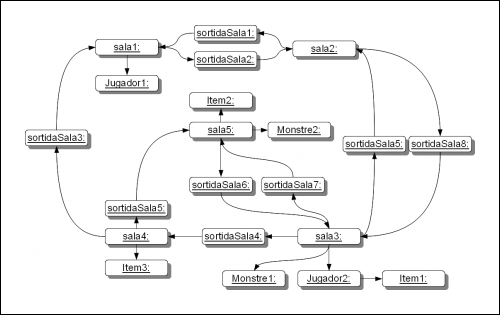 sortidaSala1:
sala1:
sala2:
sortidaSala2:
Jugador1:
Item2:
sala5:
Monstre2:
sortidaSala3:
sortidaSala5:
sortidaSala8:
sortidaSala6:
sortidaSala7:
sortidaSala5:
sala4:
sortidaSala4:
sala3:
Item3:
Monstre1:
Jugador2:
Item1: